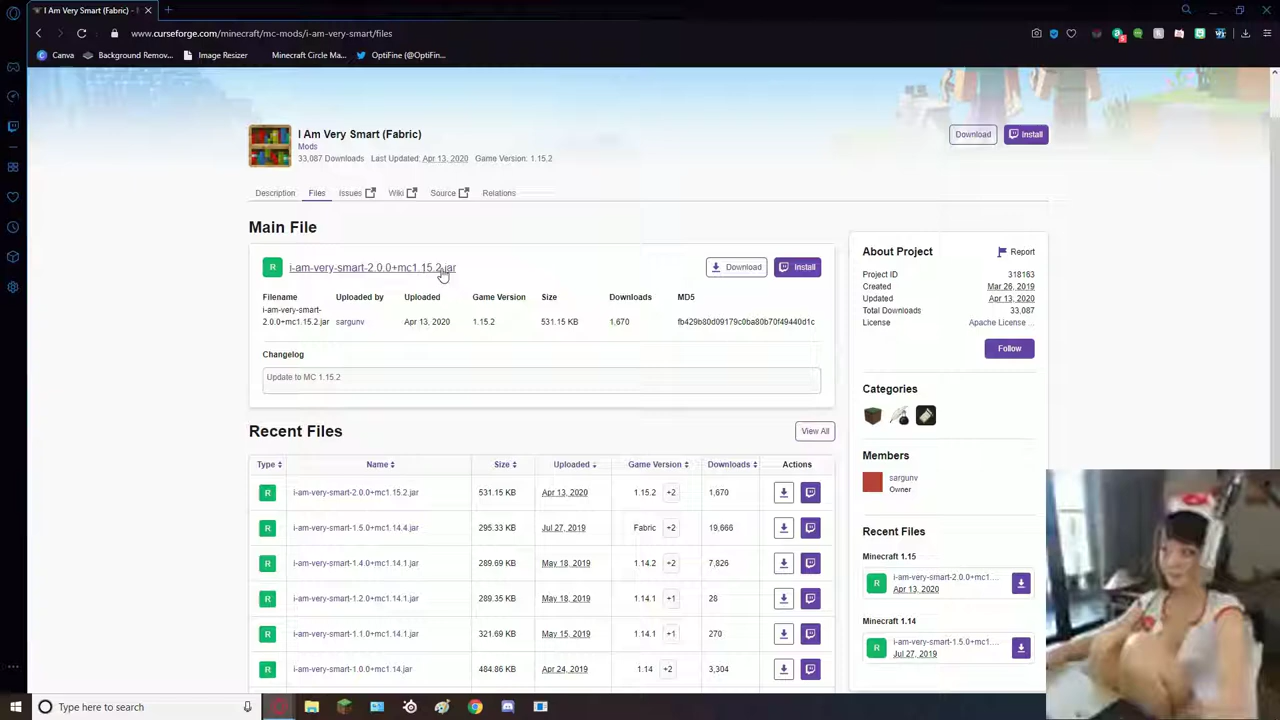 I Am Very Smart (Fabric) -
www.curseforge.com/minecraft/mc-mods/i-am-very-smart/files
Canva Background Remov... Image Resizer Minecraft Circle Ma... OptiFine (@OptiFin...
I Am Very Smart (Fabric)
Mods
33,087 Downloads Last Updated: Apr 13, 2020 Game Version: 1.15.2
Download Install
Description Files Issues Wiki Source Relations
Main File
R i-am-very-smart-2.0.0+mc1.15.2.jar Download Install
Filename Uploaded by Uploaded Game Version Size Downloads MD5
i-am-very-smart-
2.0.0+mc1.15.2.jar sargunv Apr 13, 2020 1.15.2 531.15 KB 1,670 fb429b80d09179c0ba80b70f49440d1c
Changelog
Update to MC 1.15.2
Recent Files View All
Type Name Size Uploaded Game Version Downloads Actions
R i-am-very-smart-2.0.0+mc1.15.2.jar 531.15 KB Apr 13, 2020 1.15.2 +2 1,670
R i-am-very-smart-1.5.0+mc1.14.4.jar 295.33 KB Jul 27, 2019 Fabric +2 19,666
R i-am-very-smart-1.4.0+mc1.14.1.jar 289.69 KB May 18, 2019 1.14.2 +2 7,826
R i-am-very-smart-1.2.0+mc1.14.1.jar 289.35 KB May 18, 2019 1.14.1 +1 28
R i-am-very-smart-1.1.0+mc1.14.1.jar 321.69 KB May 15, 2019 1.14.1 +1 270
R i-am-very-smart-1.0.0+mc1.14.jar 484.86 KB Apr 24, 2019 1.14 +2 3,304
About Project Report
Project ID 318163
Created Mar 26, 2019
Updated Apr 13, 2020
Total Downloads 33,087
License Apache License ...
Follow
Categories
Members
sargunv
Owner
Recent Files
Minecraft 1.15
R i-am-very-smart-2.0.0+mc1....
Apr 13, 2020
Minecraft 1.14
R i-am-very-smart-1.5.0+mc1....
Jul 27, 2019
Type here to search